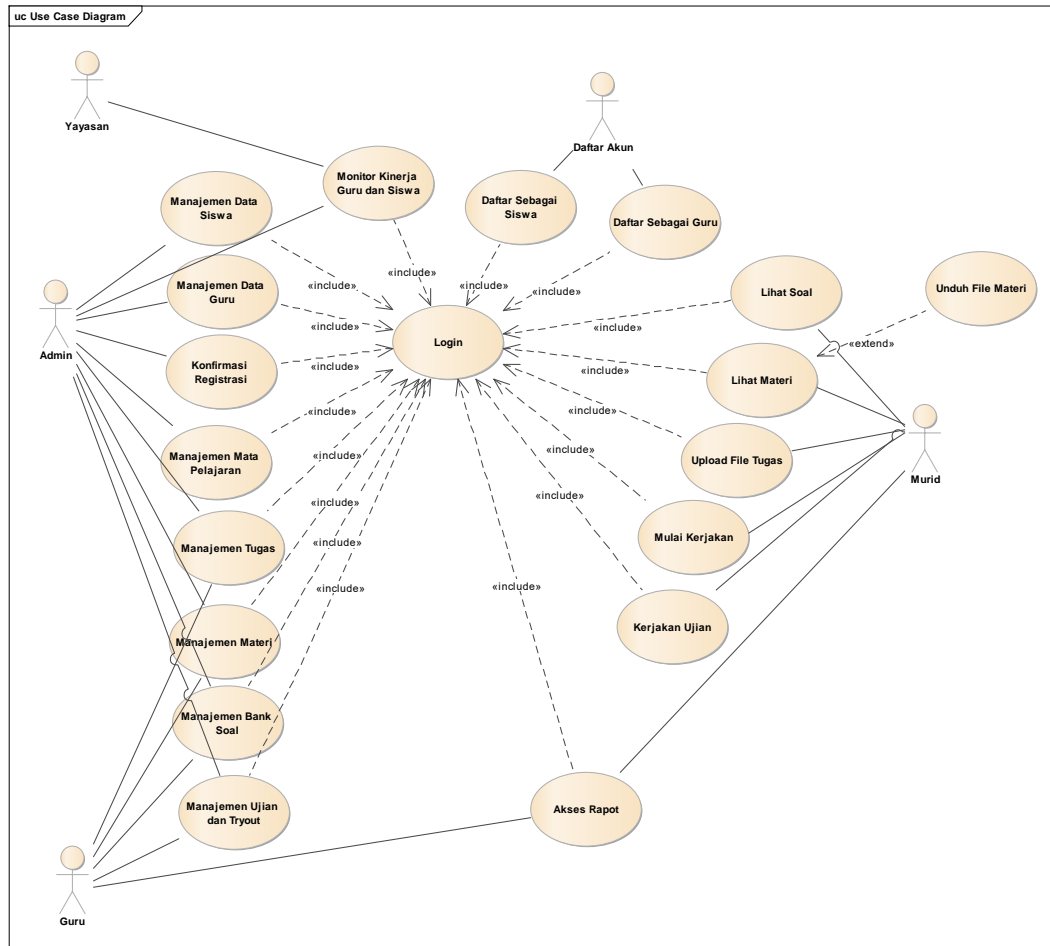 uc Use Case Diagram
Yayasan
Daftar Akun
Monitor Kinerja
Guru dan Siswa
Manajemen Data
Siswa
Daftar Sebagai
Siswa
Daftar Sebagai Guru
«include»
«include»
«include»
«include»
Manajemen Data
Guru
Lihat Soal
Unduh File Materi
«include»
«include»
Admin
Login
«extend»
Konfirmasi
Registrasi
«include»
«include»
Lihat Materi
«include»
«include»
Manajemen Mata
Pelajaran
«include»
«include»
Upload File Tugas
Murid
«include»
«include»
Mulai Kerjakan
Manajemen Tugas
«include»
«include»
«include»
Kerjakan Ujian
Manajemen Materi
Manajemen Bank
Soal
Manajemen Ujian
dan Tryout
Akses Rapot
Guru